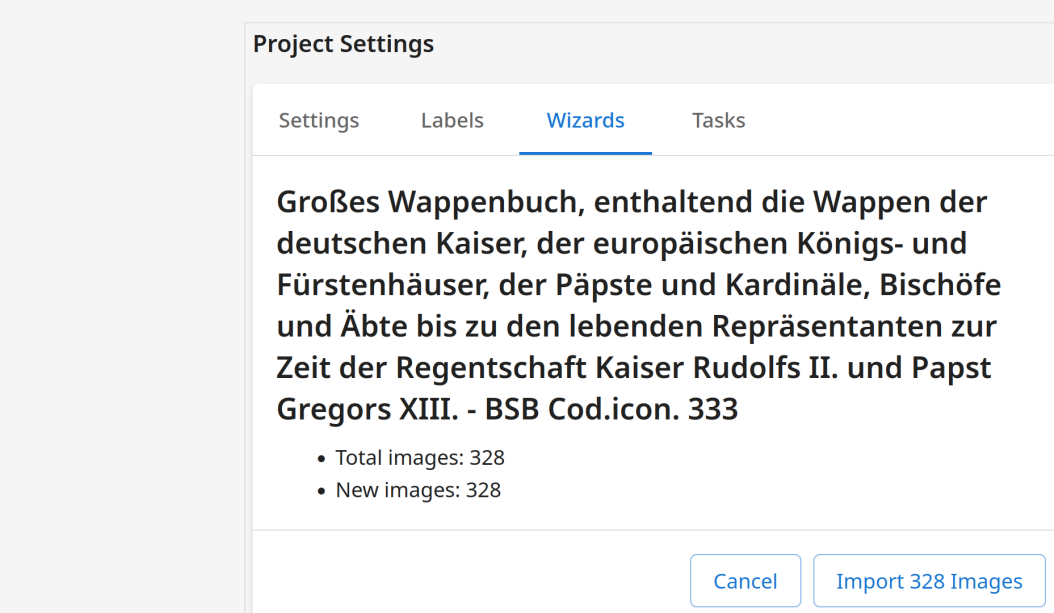 Project Settings
Settings Labels Wizards Tasks
Großes Wappenbuch, enthaltend die Wappen der
deutschen Kaiser, der europäischen Königs- und
Fürstenhäuser, der Päpste und Kardinäle, Bischöfe
und Äbte bis zu den lebenden Repräsentanten zur
Zeit der Regentschaft Kaiser Rudolfs II. und Papst
Gregors XIII. - BSB Cod.icon. 333
• Total images: 328
• New images: 328
Cancel Import 328 Images